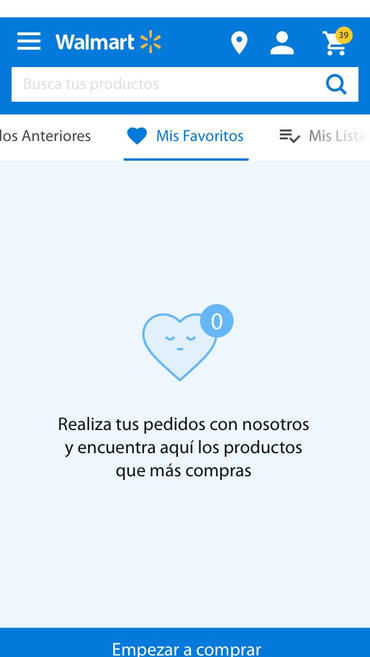 Walmart
39
Busca tus productos
los Anteriores
Mis Favoritos
Mis Lista
0
Realiza tus pedidos con nosotros
y encuentra aquí los productos
que más compras
Empezar a comprar